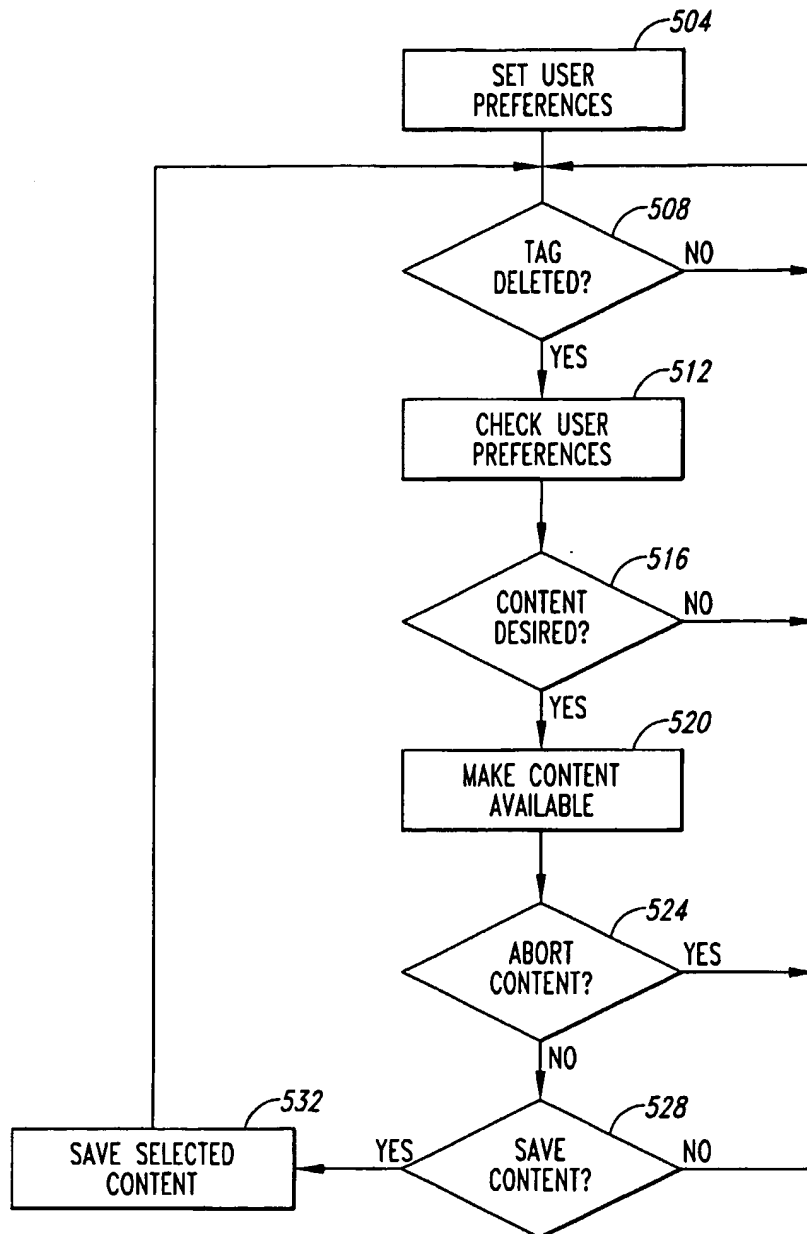 504
SET USER
PREFERENCES
508
TAG
DELETED?
NO
YES
512
CHECK USER
PREFERENCES
516
CONTENT
DESIRED?
NO
YES
520
MAKE CONTENT
AVAILABLE
524
ABORT
CONTENT?
YES
NO
532
SAVE SELECTED
CONTENT
YES
528
SAVE
CONTENT?
NO